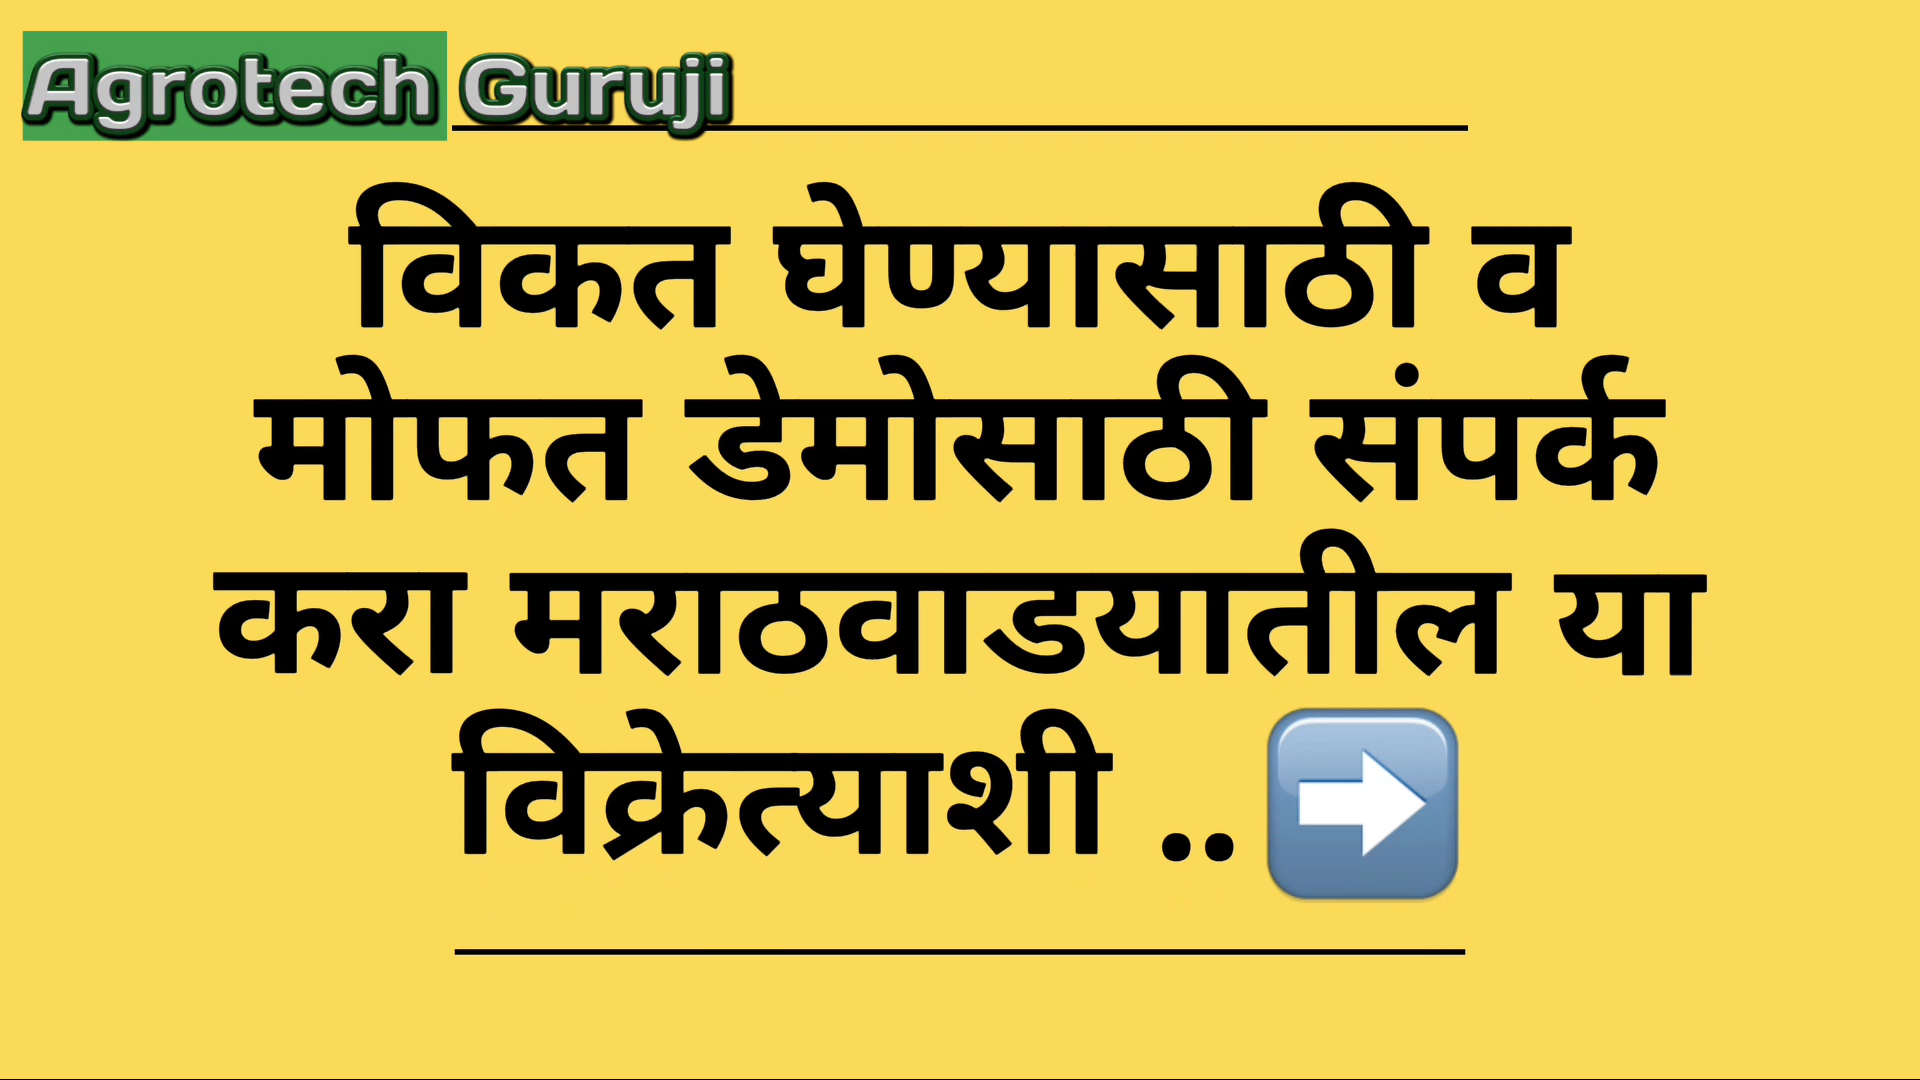 Agrotech Guruji
विकत घेण्यासाठी व
मोफत डेमोसाठी संपर्क
करा मराठवाडयातील या
विक्रेत्याशी ..➡️